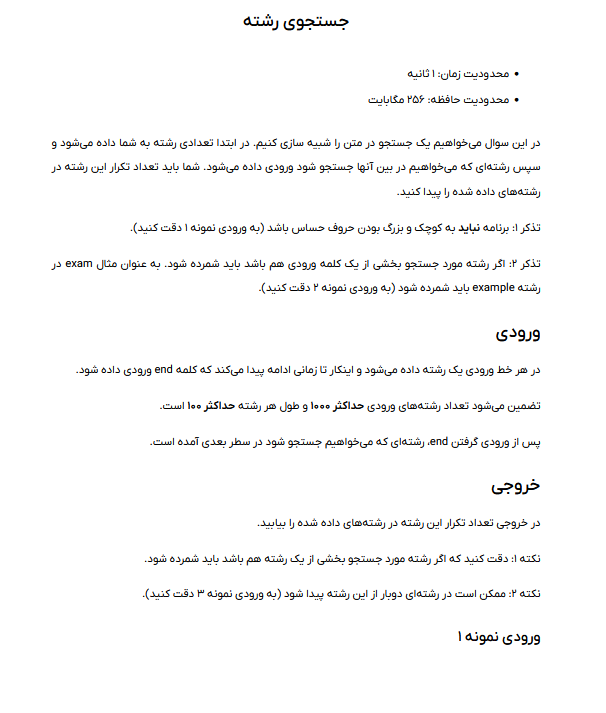 جستجوی رشته
• محدودیت زمان: ۱ ثانیه
• محدودیت حافظه: ۲۵۶ مگابایت
در این سوال می‌خواهیم یک جستجو در متن را شبیه سازی کنیم. در ابتدا تعدادی رشته به شما داده می‌شود و
سپس رشته‌ای که می‌خواهیم در بین آنها جستجو شود ورودی داده می‌شود. شما باید تعداد تکرار این رشته در
رشته‌های داده شده را پیدا کنید.
تذکر ۱: برنامه نباید به کوچک و بزرگ بودن حروف حساس باشد (به ورودی نمونه ۱ دقت کنید).
تذکر ۲: اگر رشته مورد جستجو بخشی از یک کلمه ورودی هم باشد باید شمرده شود. به عنوان مثال exam در
رشته example باید شمرده شود (به ورودی نمونه ۲ دقت کنید).
ورودی
در هر خط ورودی یک رشته داده می‌شود و اینکار تا زمانی ادامه پیدا می‌کند که کلمه end ورودی داده شود.
تضمین می‌شود تعداد رشته‌های ورودی حداکثر ۱۰۰۰ و طول هر رشته حداکثر ۱۰۰ است.
پس از ورودی گرفتن end، رشته‌ای که می‌خواهیم جستجو شود در سطر بعدی آمده است.
خروجی
در خروجی تعداد تکرار این رشته در رشته‌های داده شده را بیابید.
نکته ۱: دقت کنید که اگر رشته مورد جستجو بخشی از یک رشته هم باشد باید شمرده شود.
نکته ۲: ممکن است در رشته‌ای دوبار از این رشته پیدا شود (به ورودی نمونه ۳ دقت کنید).
ورودی نمونه ۱